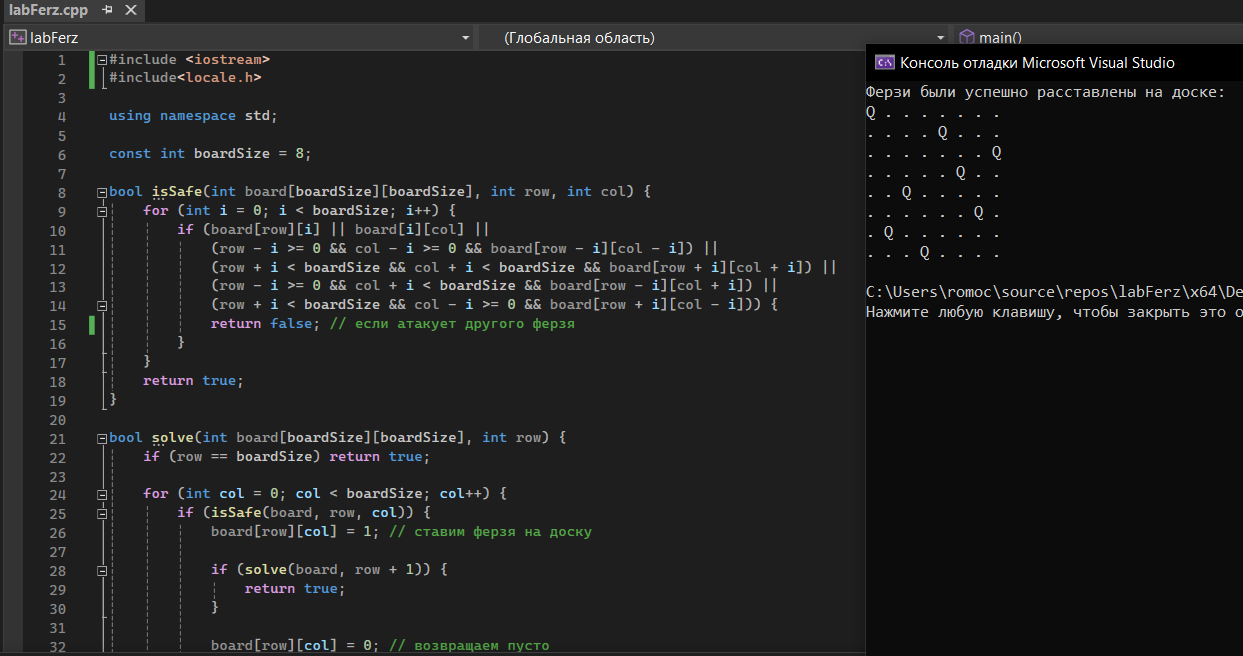 labFerz.cpp
labFerz
(Глобальная область)
main()
1 #include <iostream>
2 #include<locale.h>
3
4 using namespace std;
5
6 const int boardSize = 8;
7
8 bool isSafe(int board[boardSize][boardSize], int row, int col) {
9 for (int i = 0; i < boardSize; i++) {
10 if (board[row][i] || board[i][col] ||
11 (row - i >= 0 && col - i >= 0 && board[row - i][col - i]) ||
12 (row + i < boardSize && col + i < boardSize && board[row + i][col + i]) ||
13 (row - i >= 0 && col + i < boardSize && board[row - i][col + i]) ||
14 (row + i < boardSize && col - i >= 0 && board[row + i][col - i])) {
15 return false; // если атакует другого ферзя
16 }
17 }
18 return true;
19 }
20
21 bool solve(int board[boardSize][boardSize], int row) {
22 if (row == boardSize) return true;
23
24 for (int col = 0; col < boardSize; col++) {
25 if (isSafe(board, row, col)) {
26 board[row][col] = 1; // ставим ферзя на доску
27
28 if (solve(board, row + 1)) {
29 return true;
30 }
31
32 board[row][col] = 0; // возвращаем пусто
Консоль отладки Microsoft Visual Studio
Ферзи были успешно расставлены на доске:
Q . . . . . . .
. . . . Q . . .
. . . . . . . Q
. . . . . Q . .
. . Q . . . . .
. . . . . . Q .
. Q . . . . . .
. . . Q . . . .
C:\Users\romoc\source\repos\labFerz\x64\De
Нажмите любую клавишу, чтобы закрыть это о